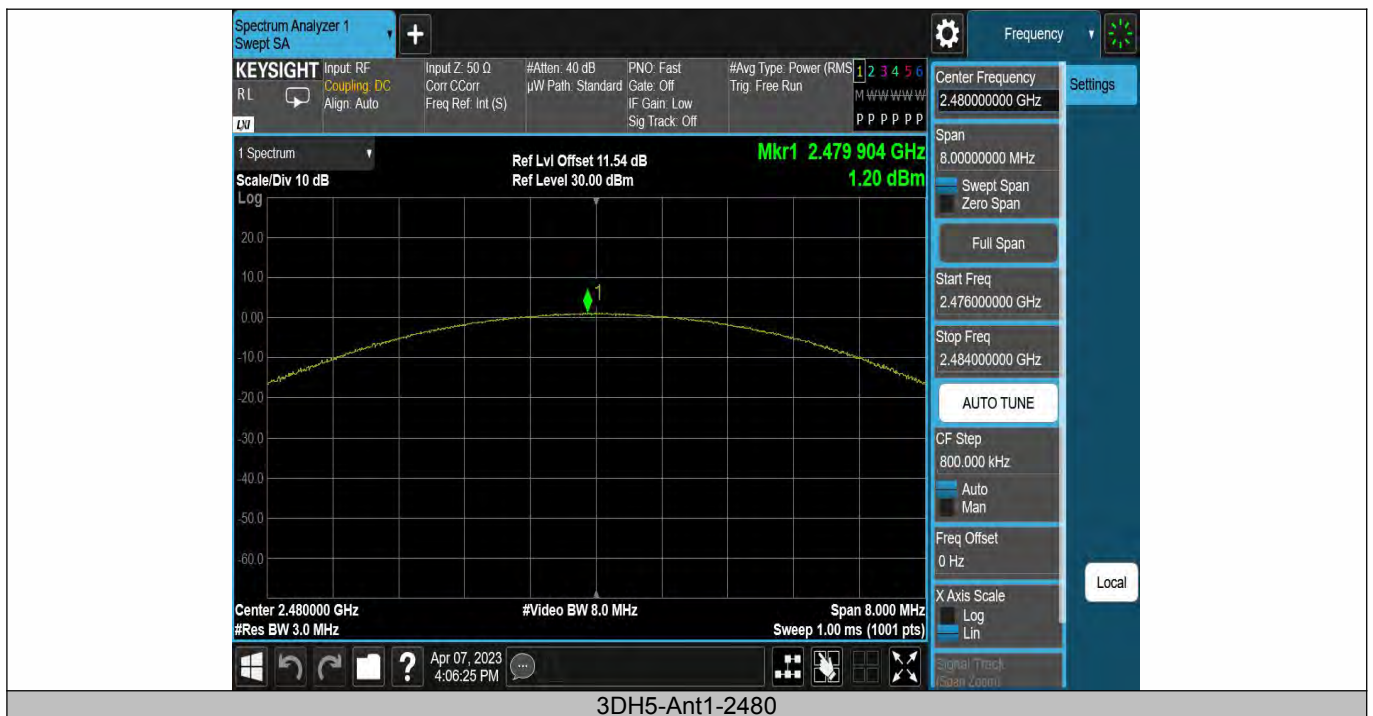 Spectrum Analyzer 1
Swept SA
+
Frequency
KEYSIGHT
RL
LXI
Input: RF
Coupling: DC
Align: Auto
Input Z: 50 Ω
Corr CCorr
Freq Ref: Int (S)
#Atten: 40 dB
µW Path: Standard
PNO: Fast
Gate: Off
IF Gain: Low
Sig Track: Off
#Avg Type: Power (RMS
Trig: Free Run
1 2 3 4 5 6
M W W W W W
P P P P P P
1 Spectrum
Scale/Div 10 dB
Log
Ref Lvl Offset 11.54 dB
Ref Level 30.00 dBm
Mkr1 2.479 904 GHz
1.20 dBm
20.0
10.0
1
0.00
-10.0
-20.0
-30.0
-40.0
-50.0
-60.0
Center 2.480000 GHz
#Res BW 3.0 MHz
#Video BW 8.0 MHz
Span 8.000 MHz
Sweep 1.00 ms (1001 pts)
Center Frequency
2.480000000 GHz
Settings
Span
8.00000000 MHz
Swept Span
Zero Span
Full Span
Start Freq
2.476000000 GHz
Stop Freq
2.484000000 GHz
AUTO TUNE
CF Step
800.000 kHz
Auto
Man
Freq Offset
0 Hz
X Axis Scale
Log
Lin
Local
Signal Track
(Span Zoom)
?
Apr 07, 2023
4:06:25 PM
3DH5-Ant1-2480